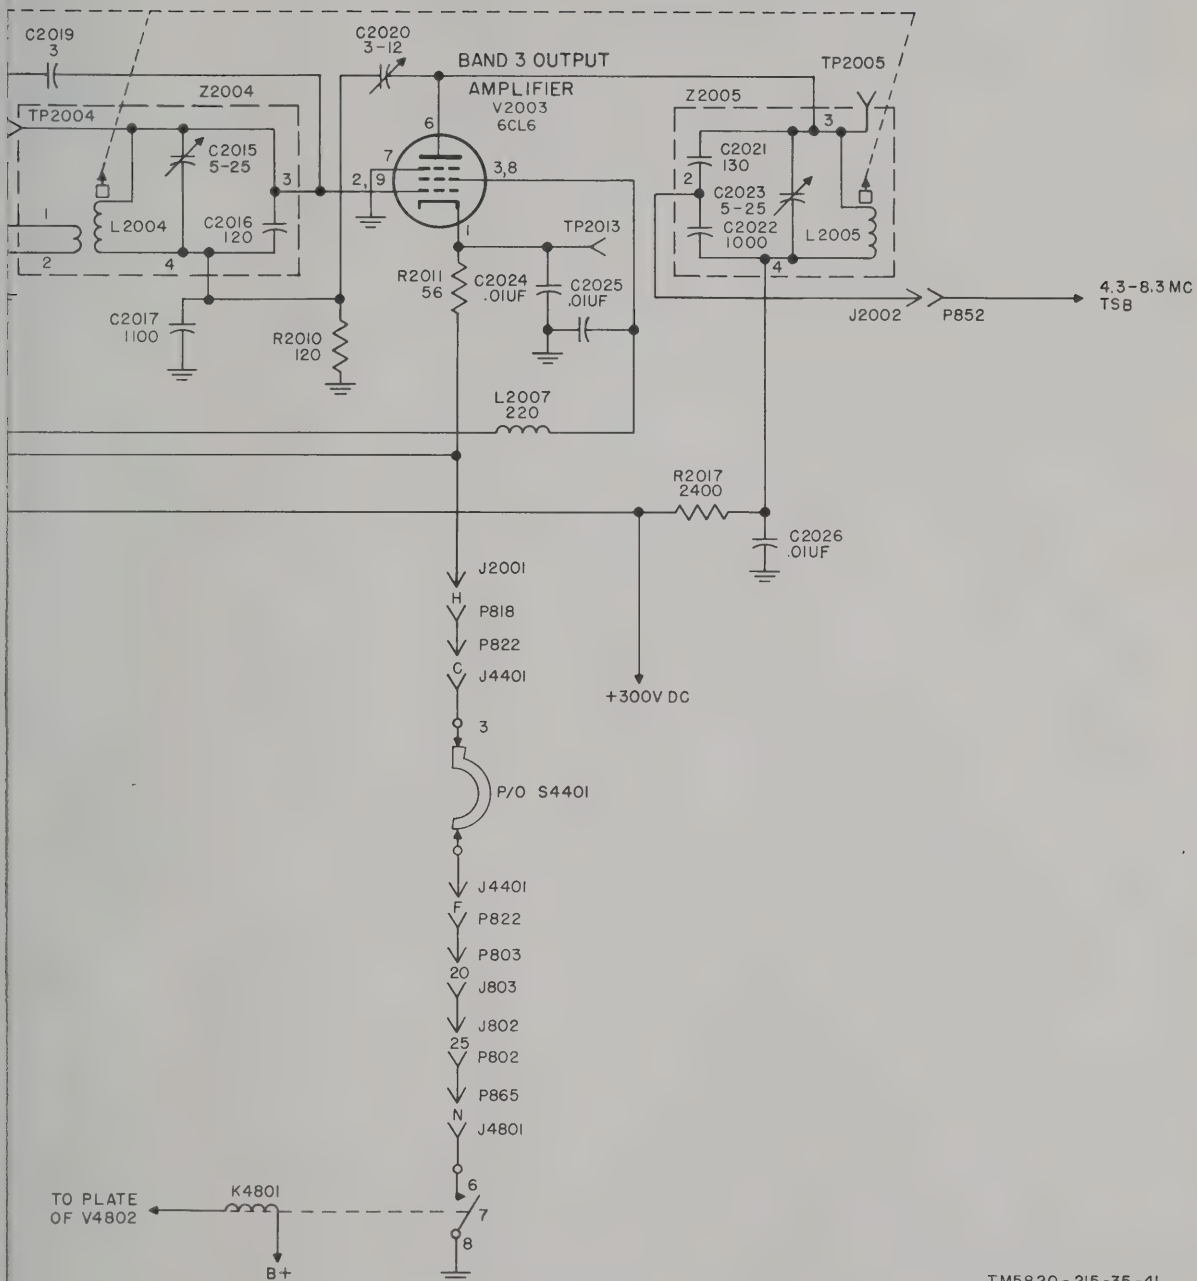 C2019
3
C2020
3-12
BAND 3 OUTPUT
AMPLIFIER
V2003
6CL6
TP2005
Z2004
Z2005
TP2004
C2015
5-25
3
2, 9
7
6
3,8
1
C2016
120
L2004
1
2
4
C2021
130
2
C2023
5-25
C2022
1000
3
L2005
4
TP2013
R2011
56
C2024
.01UF
C2025
.01UF
C2017
1100
R2010
120
J2002
P852
4.3-8.3 MC
TSB
L2007
220
R2017
2400
C2026
.01UF
J2001
H
P818
P822
C
J4401
3
+300V DC
P/O S4401
J4401
F
P822
P803
20
J803
J802
25
P802
P865
N
J4801
TO PLATE
OF V4802
K4801
B+
6
7
8
TM5820-215-35-41